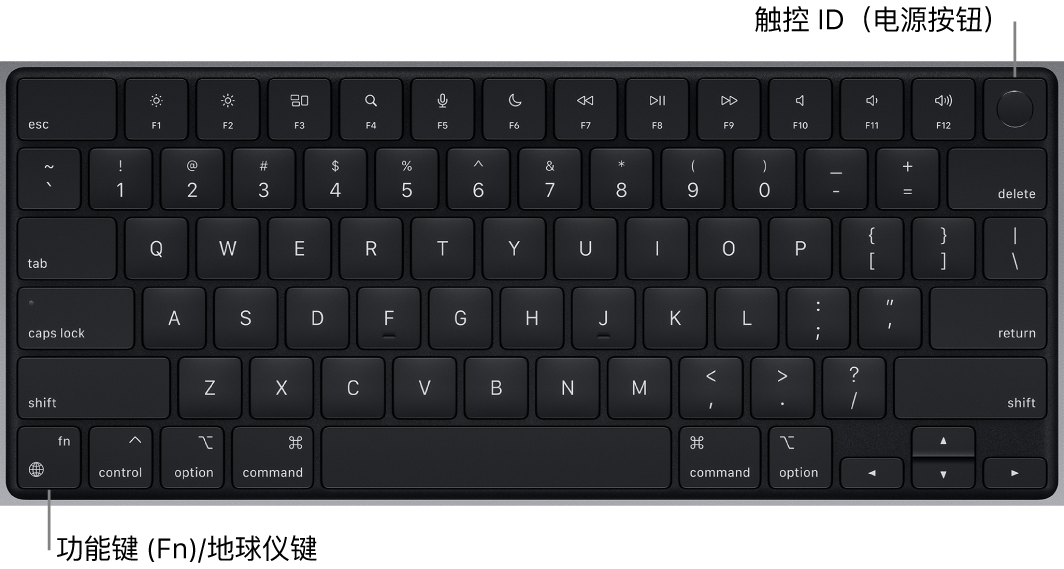 触控 ID（电源按钮）
esc F1 F2 F3 F4 F5 F6 F7 F8 F9 F10 F11 F12
~ ! @ # $ % ^ & * ( ) — +
` 1 2 3 4 5 6 7 8 9 0 - = delete
tab Q W E R T Y U I O P { [ } ] | \
caps lock A S D F G H J K L : ; " ' return
shift Z X C V B N M < , > . ? / shift
fn ^ ⌥ ⌘ ⌘ ⌥ ▲
control option command command option ◄ ▼ ►
功能键 (Fn)/地球仪键